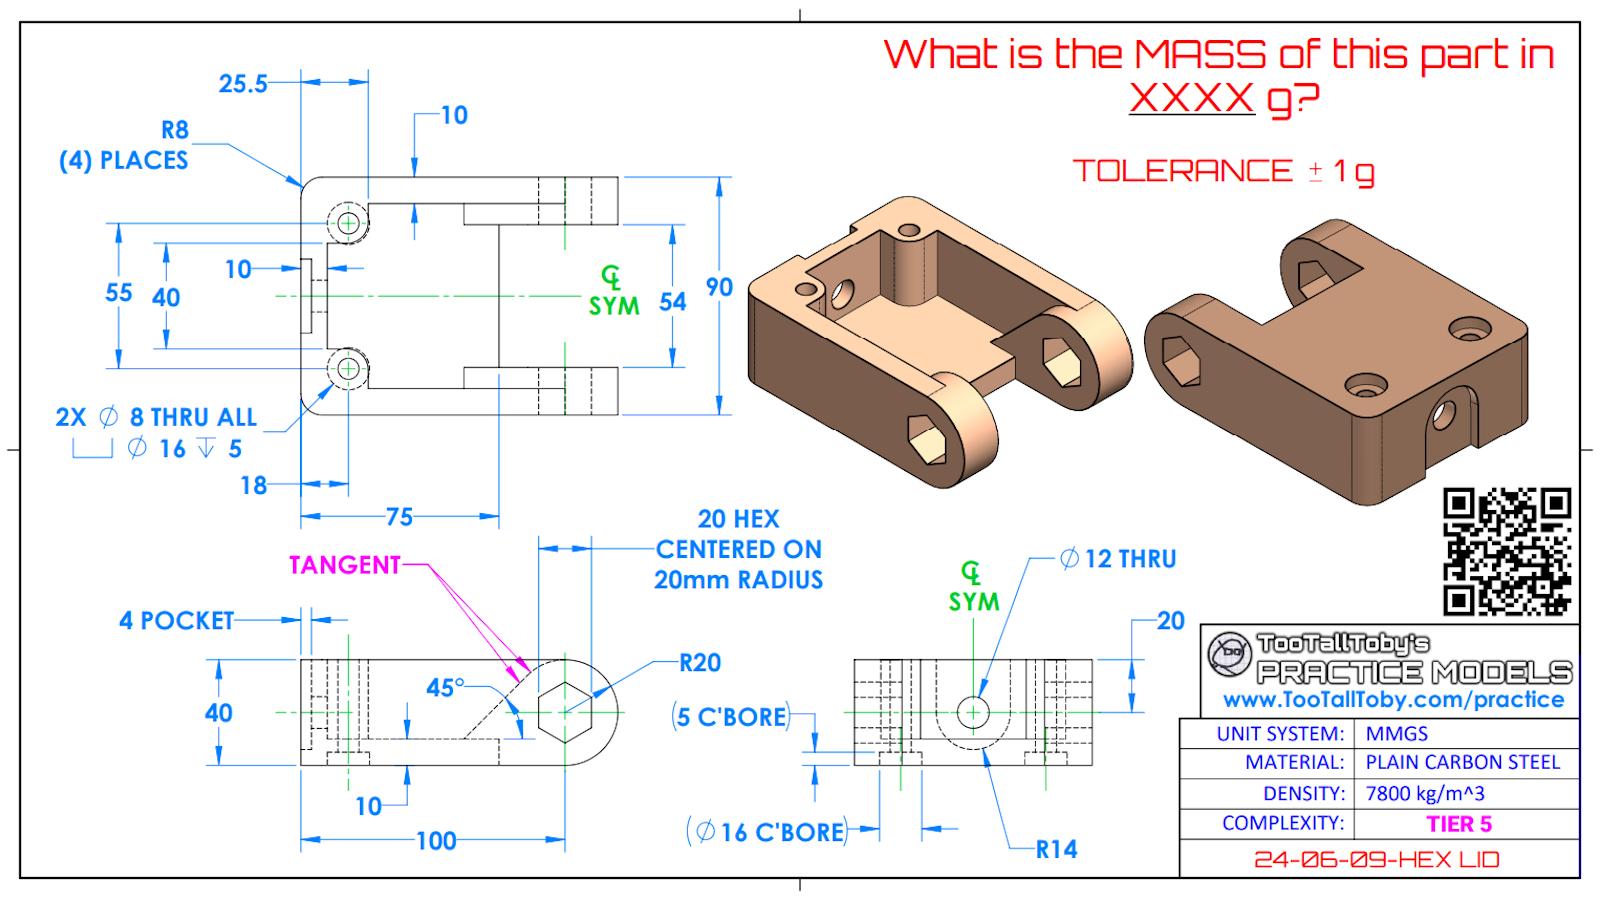 What is the MASS of this part in
XXXX g?
TOLERANCE ± 1 g
25.5
10
R8
(4) PLACES
10
55
40
℄
SYM
54
90
2X ∅ 8 THRU ALL
⌴ ∅ 16 ↧ 5
18
75
20 HEX
CENTERED ON
20mm RADIUS
TANGENT
4 POCKET
45°
R20
40
10
100
℄
SYM
∅ 12 THRU
20
(5 C'BORE)
(∅ 16 C'BORE)
R14
TooTallToby's
PRACTICE MODELS
www.TooTallToby.com/practice
UNIT SYSTEM: MMGS
MATERIAL: PLAIN CARBON STEEL
DENSITY: 7800 kg/m^3
COMPLEXITY: TIER 5
24-06-09-HEX LID